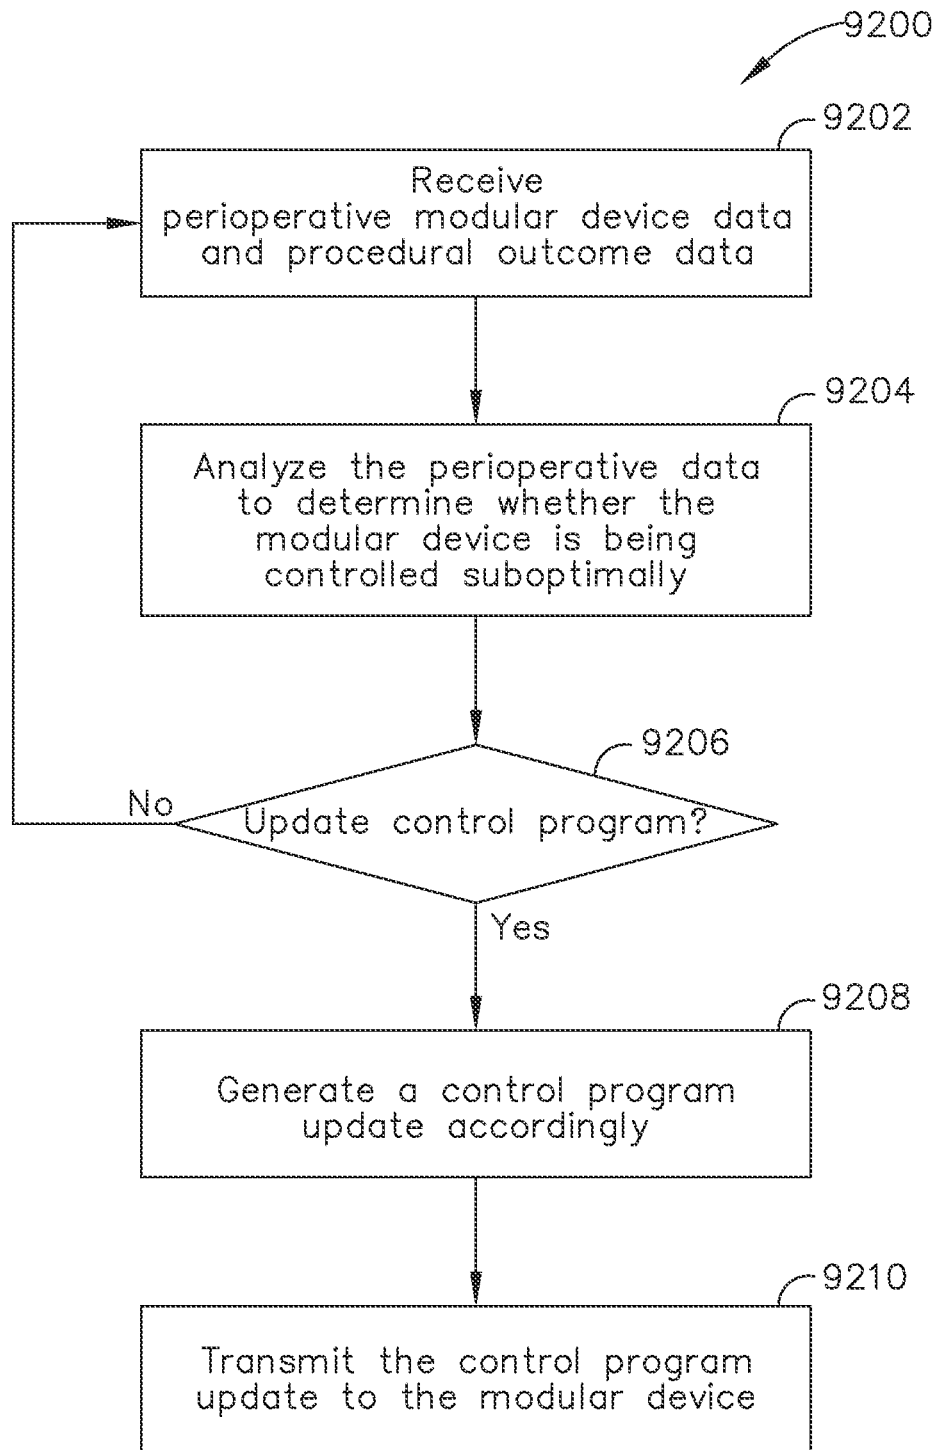 9200
9202
Receive
perioperative modular device data
and procedural outcome data
9204
Analyze the perioperative data
to determine whether the
modular device is being
controlled suboptimally
9206
No
Update control program?
Yes
9208
Generate a control program
update accordingly
9210
Transmit the control program
update to the modular device